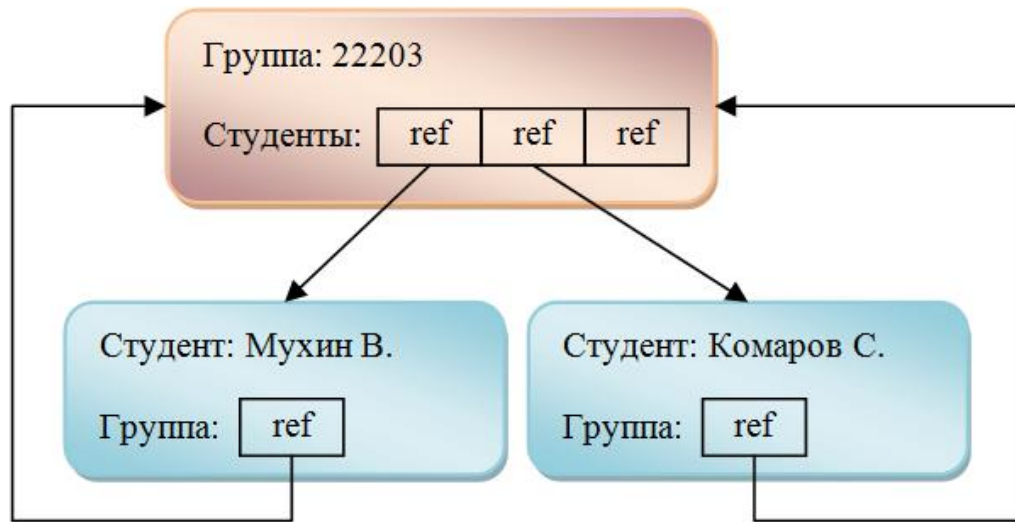 Группа: 22203
Студенты: ref ref ref
Студент: Мухин В.
Группа: ref
Студент: Комаров С.
Группа: ref